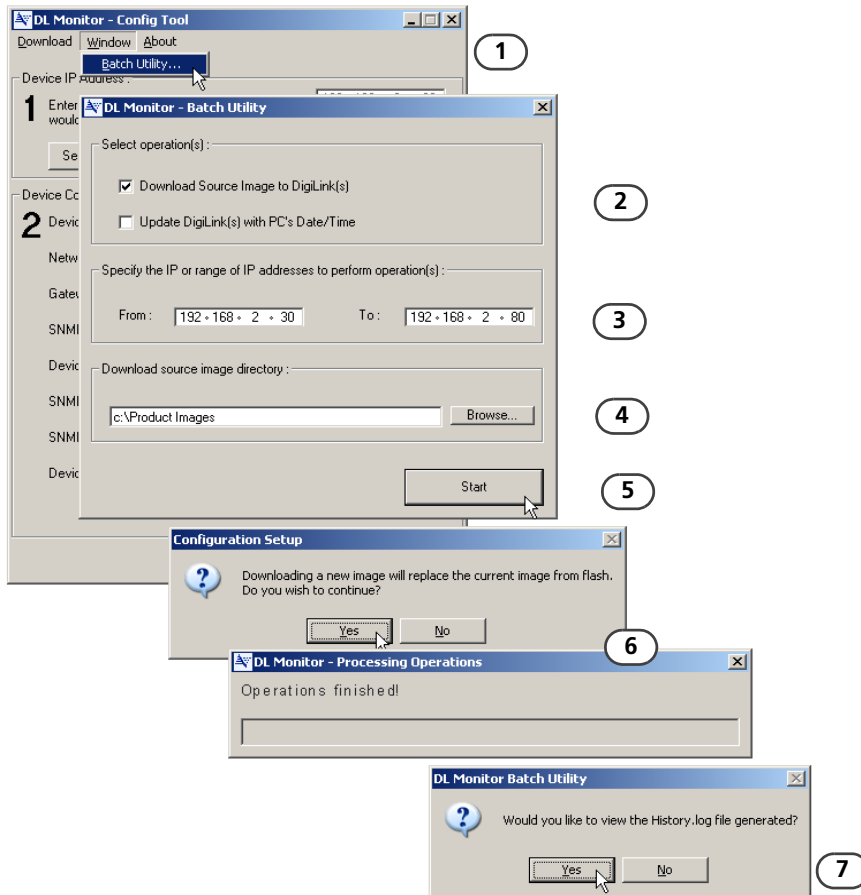 DL Monitor - Config Tool
Download Window About
1
Batch Utility...
Device IP Address :
1 Enter
would
DL Monitor - Batch Utility
Se
Select operation(s) :
Download Source Image to DigiLink(s)
2
Update DigiLink(s) with PC's Date/Time
Device Co
2 Devic
Netw
Specify the IP or range of IP addresses to perform operation(s) :
Gatew
From : 192 . 168 . 2 . 30 To : 192 . 168 . 2 . 80
3
SNMI
Devic
Download source image directory :
SNMI
c:\Product Images Browse...
4
SNMI
Devic
Start
5
Configuration Setup
Downloading a new image will replace the current image from flash.
Do you wish to continue?
Yes No
6
DL Monitor - Processing Operations
Operations finished!
DL Monitor Batch Utility
Would you like to view the History.log file generated?
Yes No
7